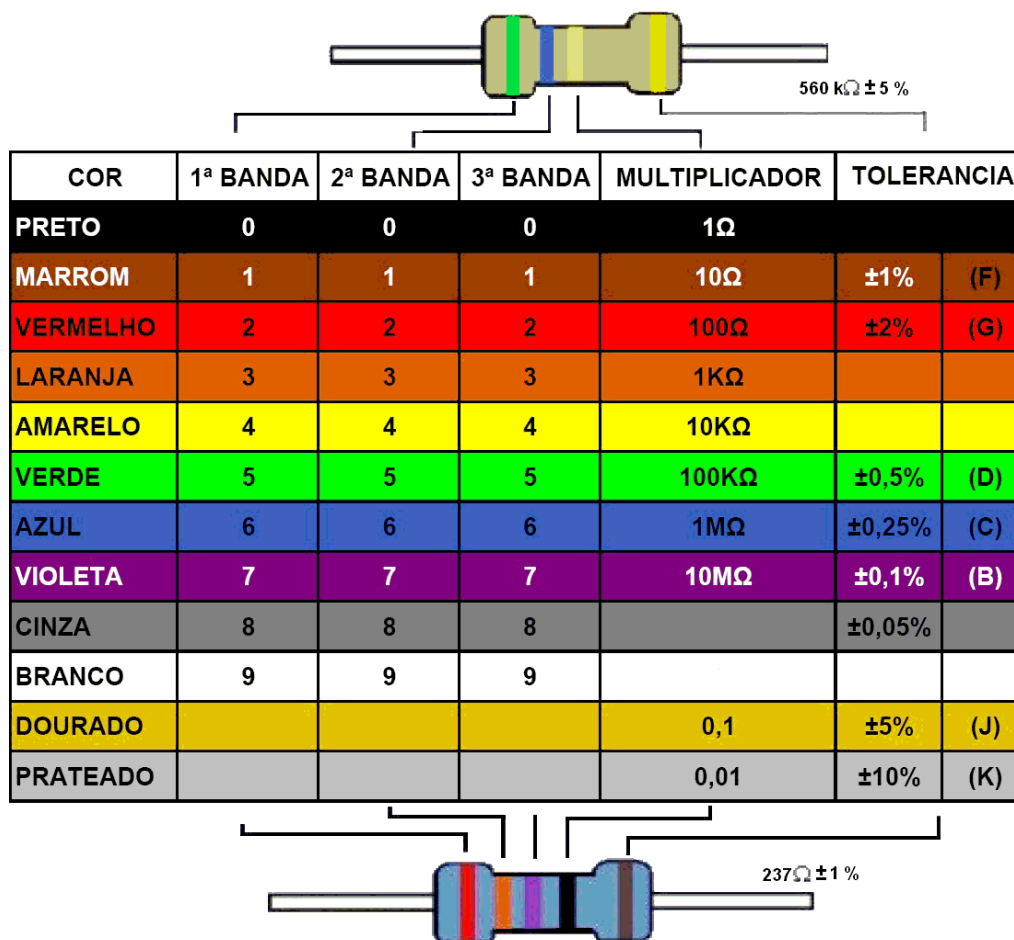 560 kΩ ± 5 %
COR 1ª BANDA 2ª BANDA 3ª BANDA MULTIPLICADOR TOLERANCIA
PRETO 0 0 0 1Ω
MARROM 1 1 1 10Ω ±1% (F)
VERMELHO 2 2 2 100Ω ±2% (G)
LARANJA 3 3 3 1KΩ
AMARELO 4 4 4 10KΩ
VERDE 5 5 5 100KΩ ±0,5% (D)
AZUL 6 6 6 1MΩ ±0,25% (C)
VIOLETA 7 7 7 10MΩ ±0,1% (B)
CINZA 8 8 8 ±0,05%
BRANCO 9 9 9
DOURADO 0,1 ±5% (J)
PRATEADO 0,01 ±10% (K)
237Ω ± 1 %